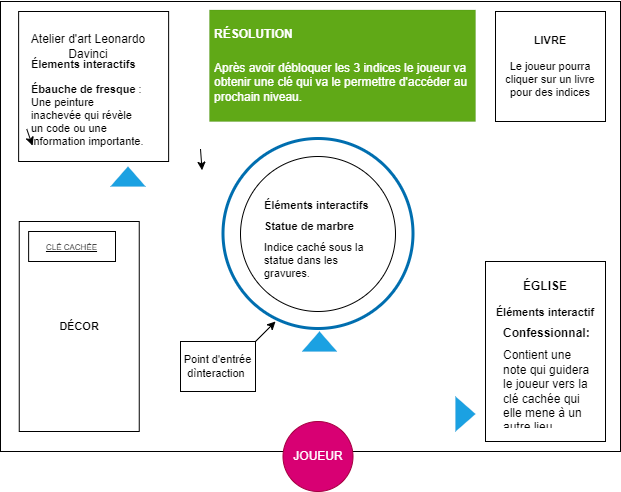 Atelier d'art Leonardo
Davinci
Élements interactifs
Ébauche de fresque :
Une peinture
inachevée qui révèle
un code ou une
information importante.
RÉSOLUTION
Après avoir débloquer les 3 indices le joueur va
obtenir une clé qui va le permettre d'accéder au
prochain niveau.
LIVRE
Le joueur pourra
cliquer sur un livre
pour des indices
Éléments interactifs
Statue de marbre
Indice caché sous la
statue dans les
gravures.
CLÉ CACHÉE
DÉCOR
Point d'entrée
dìnteraction
ÉGLISE
Éléments interactif
Confessionnal:
Contient une
note qui guidera
le joueur vers la
clé cachée qui
elle mene à un
autre lieu
JOUEUR